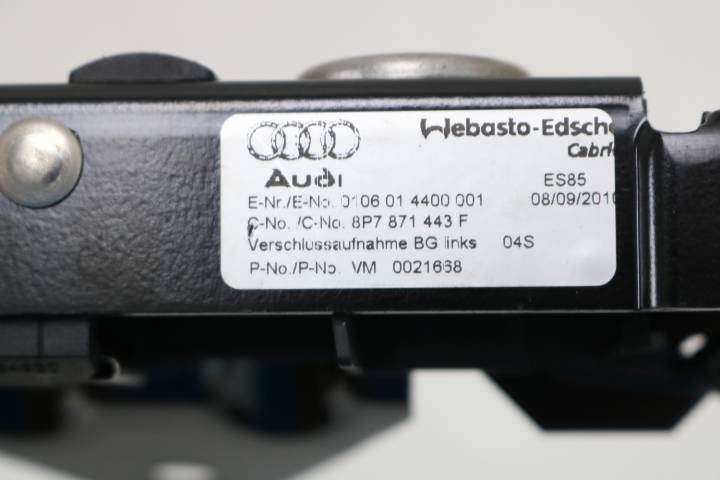 Webasto-Edsch
Cabri
Audi
ES85
E-Nr./E-No. 0106 01 4400 001 08/09/2010
C-No. /C-No. 8P7 871 443 F
Verschlussaufnahme BG links 04S
P-No./P-No. VM 0021668